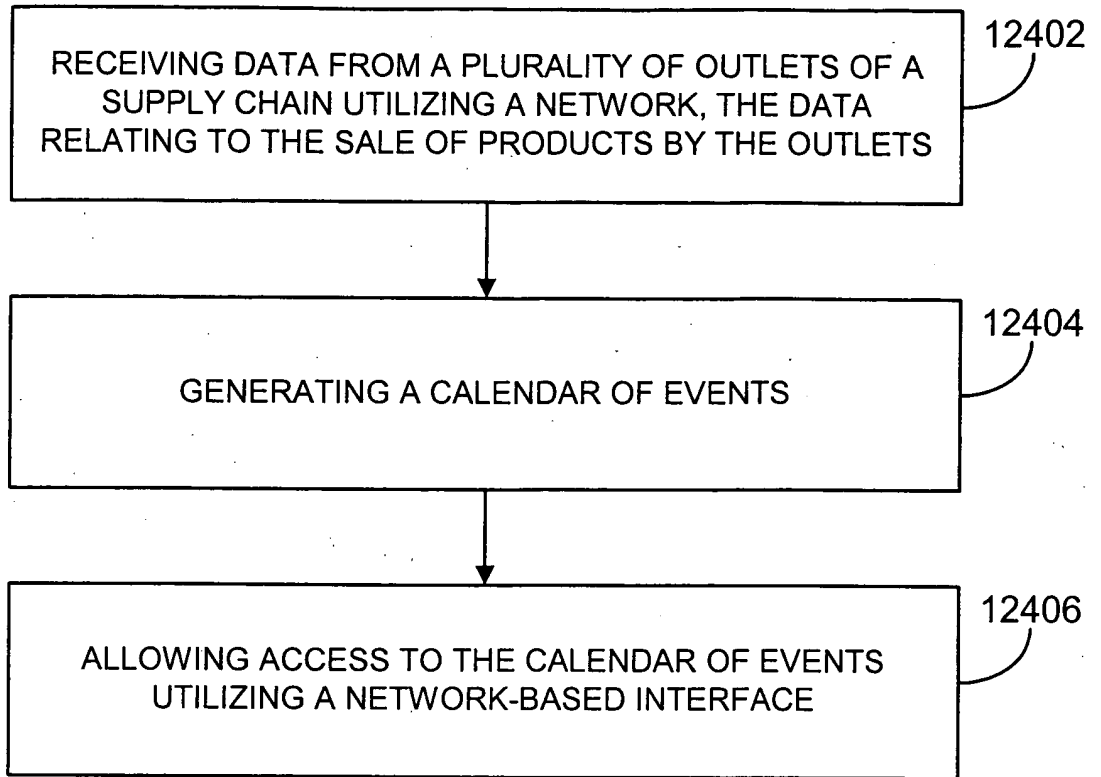 12402
RECEIVING DATA FROM A PLURALITY OF OUTLETS OF A
SUPPLY CHAIN UTILIZING A NETWORK, THE DATA
RELATING TO THE SALE OF PRODUCTS BY THE OUTLETS
12404
GENERATING A CALENDAR OF EVENTS
12406
ALLOWING ACCESS TO THE CALENDAR OF EVENTS
UTILIZING A NETWORK-BASED INTERFACE